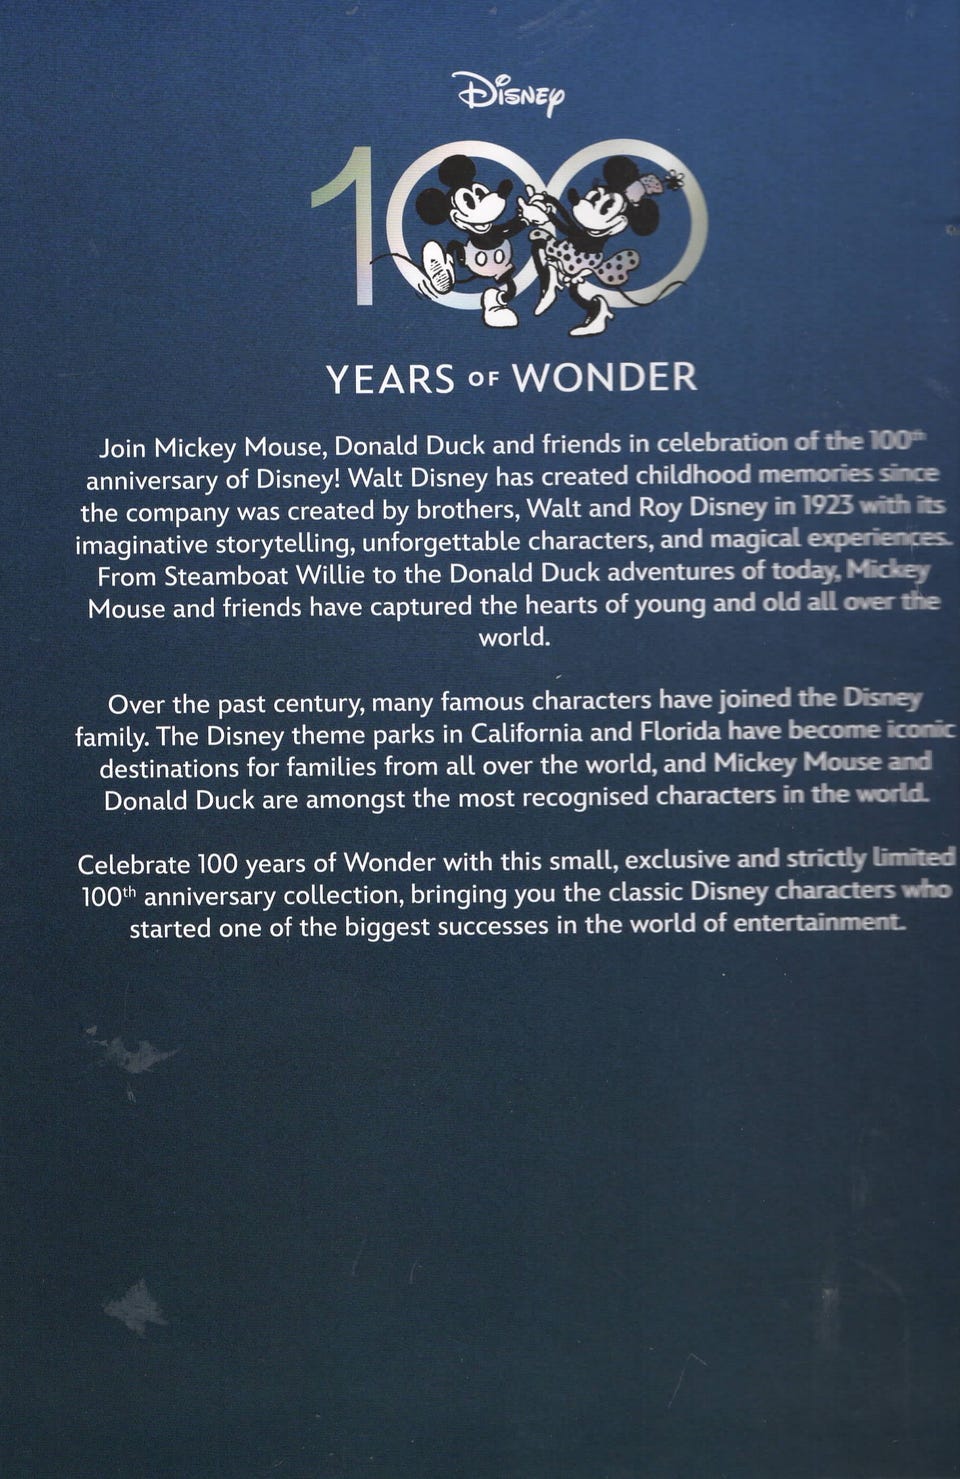 Disney
100
YEARS OF WONDER
Join Mickey Mouse, Donald Duck and friends in celebration of the 100th
anniversary of Disney! Walt Disney has created childhood memories since
the company was created by brothers, Walt and Roy Disney in 1923 with its
imaginative storytelling, unforgettable characters, and magical experiences.
From Steamboat Willie to the Donald Duck adventures of today, Mickey
Mouse and friends have captured the hearts of young and old all over the
world.
Over the past century, many famous characters have joined the Disney
family. The Disney theme parks in California and Florida have become iconic
destinations for families from all over the world, and Mickey Mouse and
Donald Duck are amongst the most recognised characters in the world.
Celebrate 100 years of Wonder with this small, exclusive and strictly limited
100th anniversary collection, bringing you the classic Disney characters who
started one of the biggest successes in the world of entertainment.